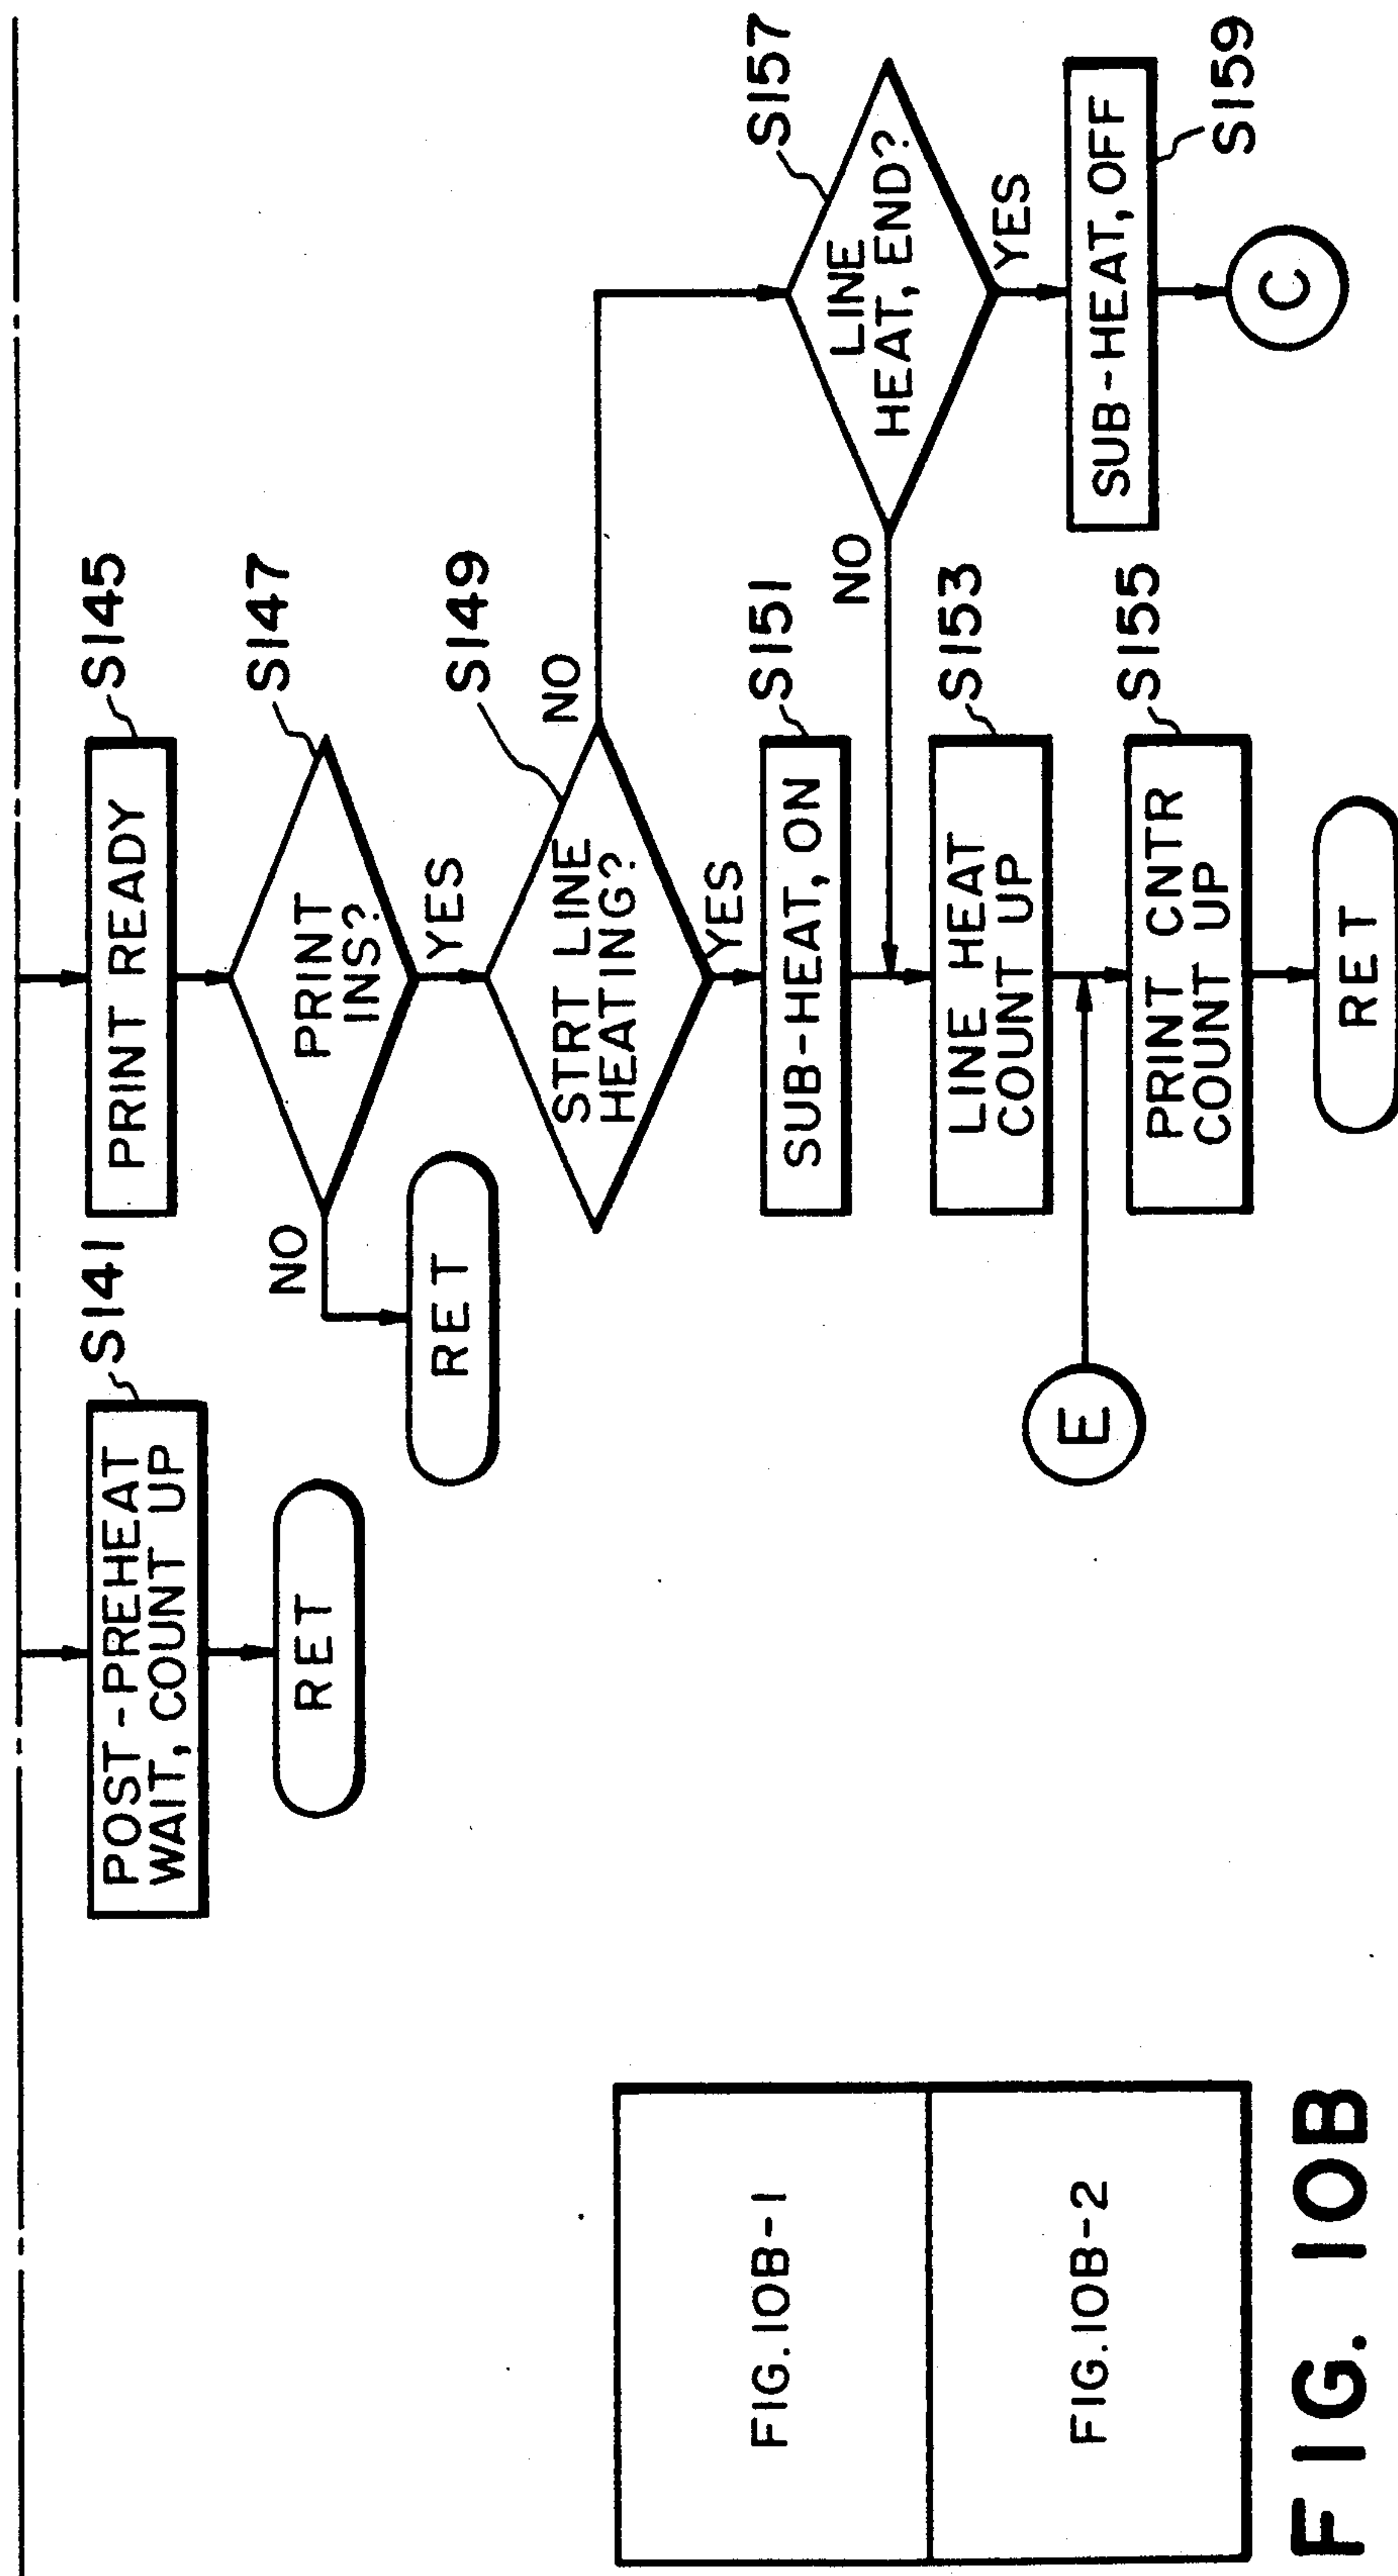 POST-PREHEAT
WAIT, COUNT UP
S141
RET
PRINT READY
S145
PRINT
INS?
S147
NO
YES
RET
STRT LINE
HEATING?
S149
NO
YES
SUB-HEAT, ON
S151
LINE
HEAT, END?
S157
NO
YES
LINE HEAT
COUNT UP
S153
SUB-HEAT, OFF
S159
E
C
PRINT CNTR
COUNT UP
S155
RET
FIG.10B-1
FIG.10B-2
FIG. 10B